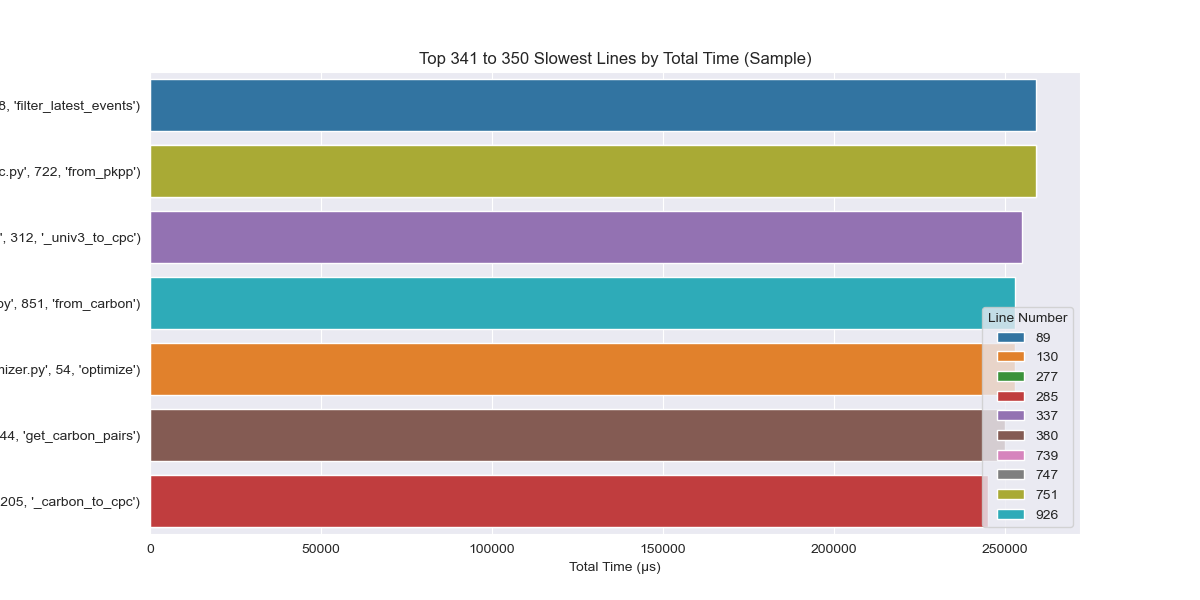 Top 341 to 350 Slowest Lines by Total Time (Sample)
8, 'filter_latest_events')
c.py', 722, 'from_pkpp')
', 312, '_univ3_to_cpc')
py', 851, 'from_carbon')
mizer.py', 54, 'optimize')
44, 'get_carbon_pairs')
205, '_carbon_to_cpc')
Line Number
89
130
277
285
337
380
739
747
751
926
0 50000 100000 150000 200000 250000
Total Time (µs)